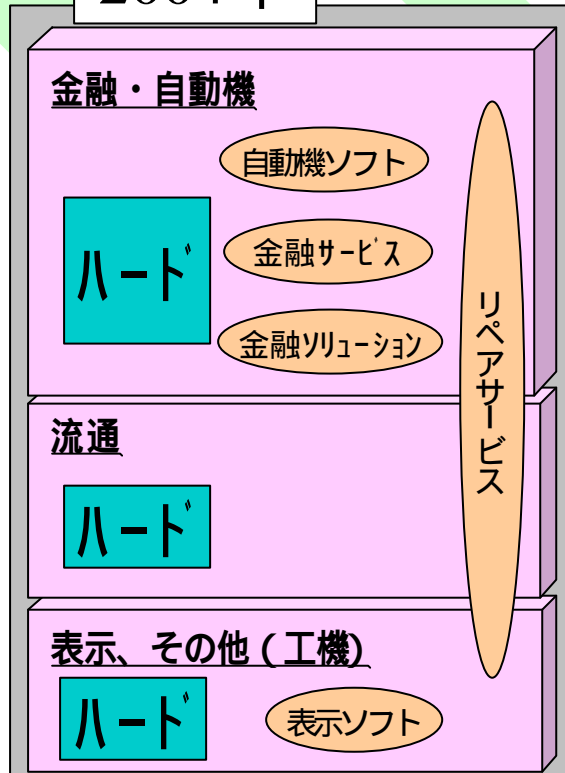 金融・自動機
自動機ソフト
ハード
金融サービス
金融ソリューション
リペアサービス
流通
ハード
表示、その他(工機)
ハード
表示ソフト